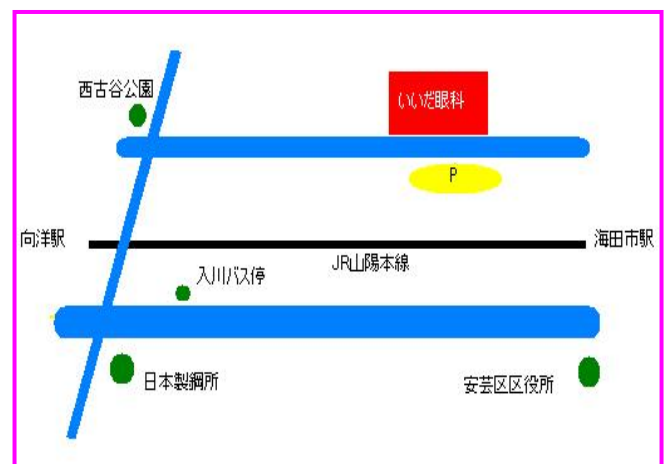 西古谷公園
いいだ眼科
P
向洋駅
海田市駅
JR山陽本線
入川バス停
日本製鋼所
安芸区区役所